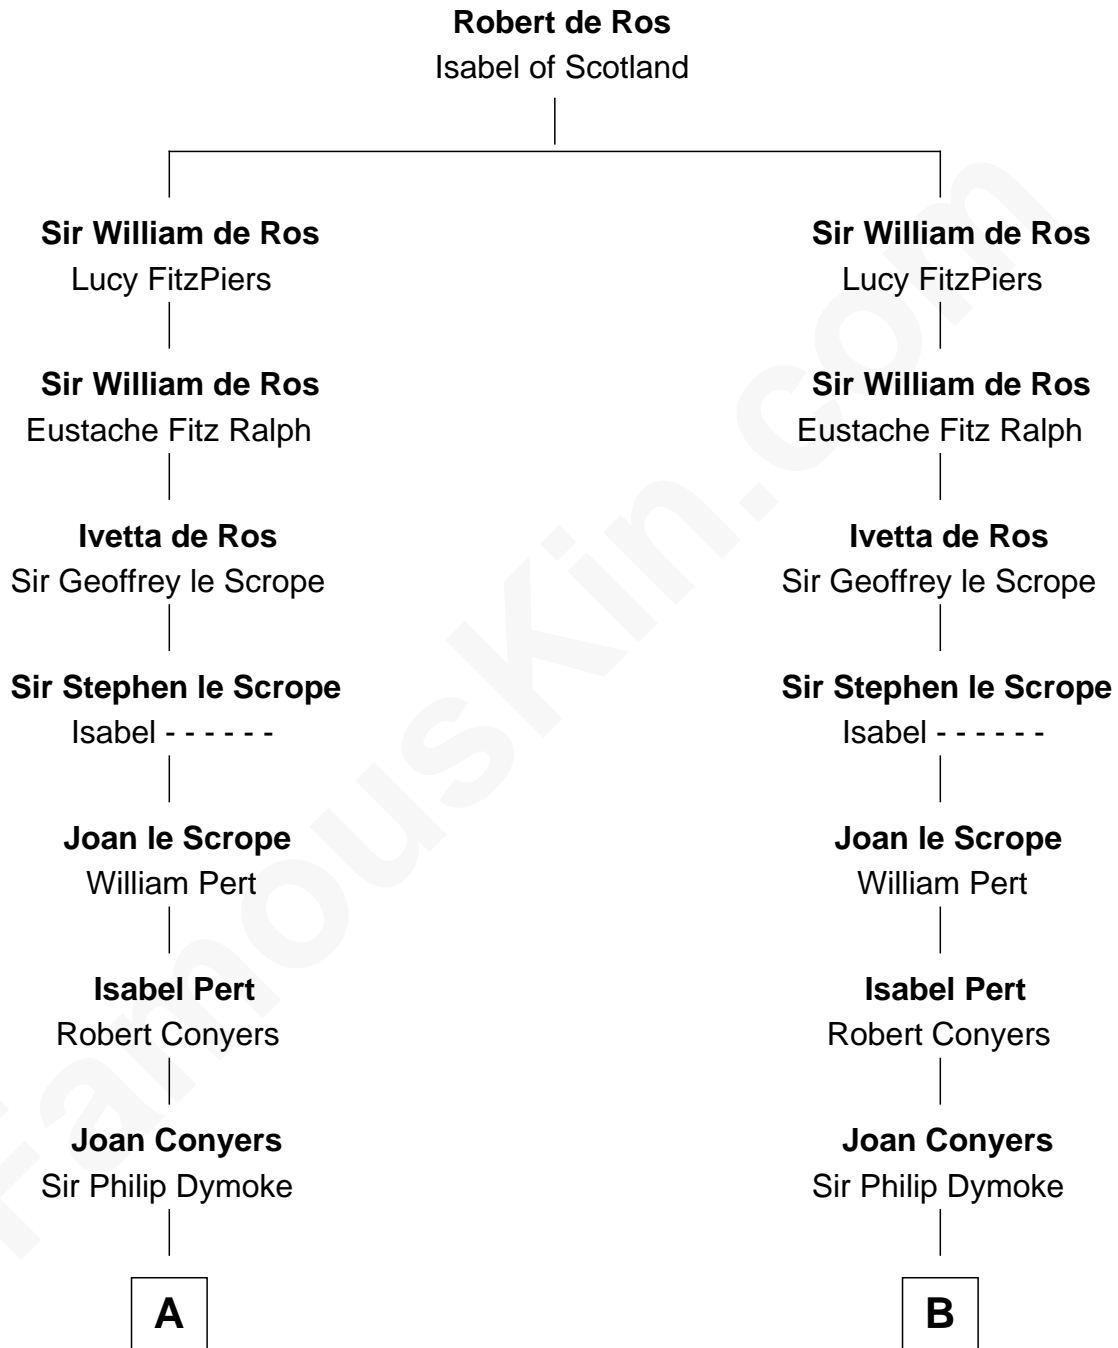 Robert de Ros
Isabel of Scotland
Sir William de Ros
Lucy FitzPiers
Sir William de Ros
Lucy FitzPiers
Sir William de Ros
Eustache Fitz Ralph
Sir William de Ros
Eustache Fitz Ralph
Ivetta de Ros
Sir Geoffrey le Scrope
Ivetta de Ros
Sir Geoffrey le Scrope
Sir Stephen le Scrope
Isabel - - - - - -
Sir Stephen le Scrope
Isabel - - - - - -
Joan le Scrope
William Pert
Joan le Scrope
William Pert
Isabel Pert
Robert Conyers
Isabel Pert
Robert Conyers
Joan Conyers
Sir Philip Dymoke
Joan Conyers
Sir Philip Dymoke
A
B
FamousKin.com